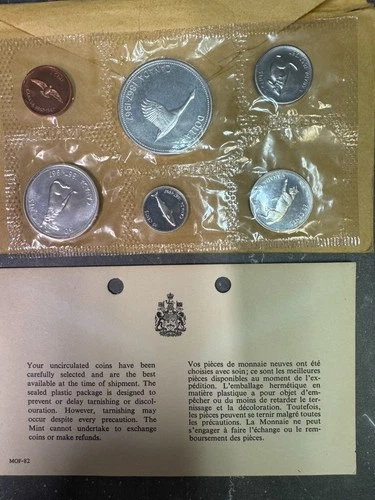 CANADA 1867-1967
DOLLAR
Your uncirculated coins have been
carefully selected and are the best
available at the time of shipment. The
sealed plastic package is designed to
prevent or delay tarnishing or discol-
ouration. However, tarnishing may
occur despite every precaution. The
Mint cannot undertake to exchange
coins or make refunds.
Vos pièces de monnaie neuves ont été
choisies avec soin; ce sont les meilleures
pièces disponibles au moment de l'ex-
pédition. L'emballage hermétique en
matière plastique a pour objet d'em-
pêcher ou du moins de retarder le ter-
nissage et la décoloration. Toutefois,
les pièces peuvent se ternir malgré toutes
les précautions. La Monnaie ne peut
s'engager à faire l'échange ou le rem-
boursement des pièces.
MOF-82